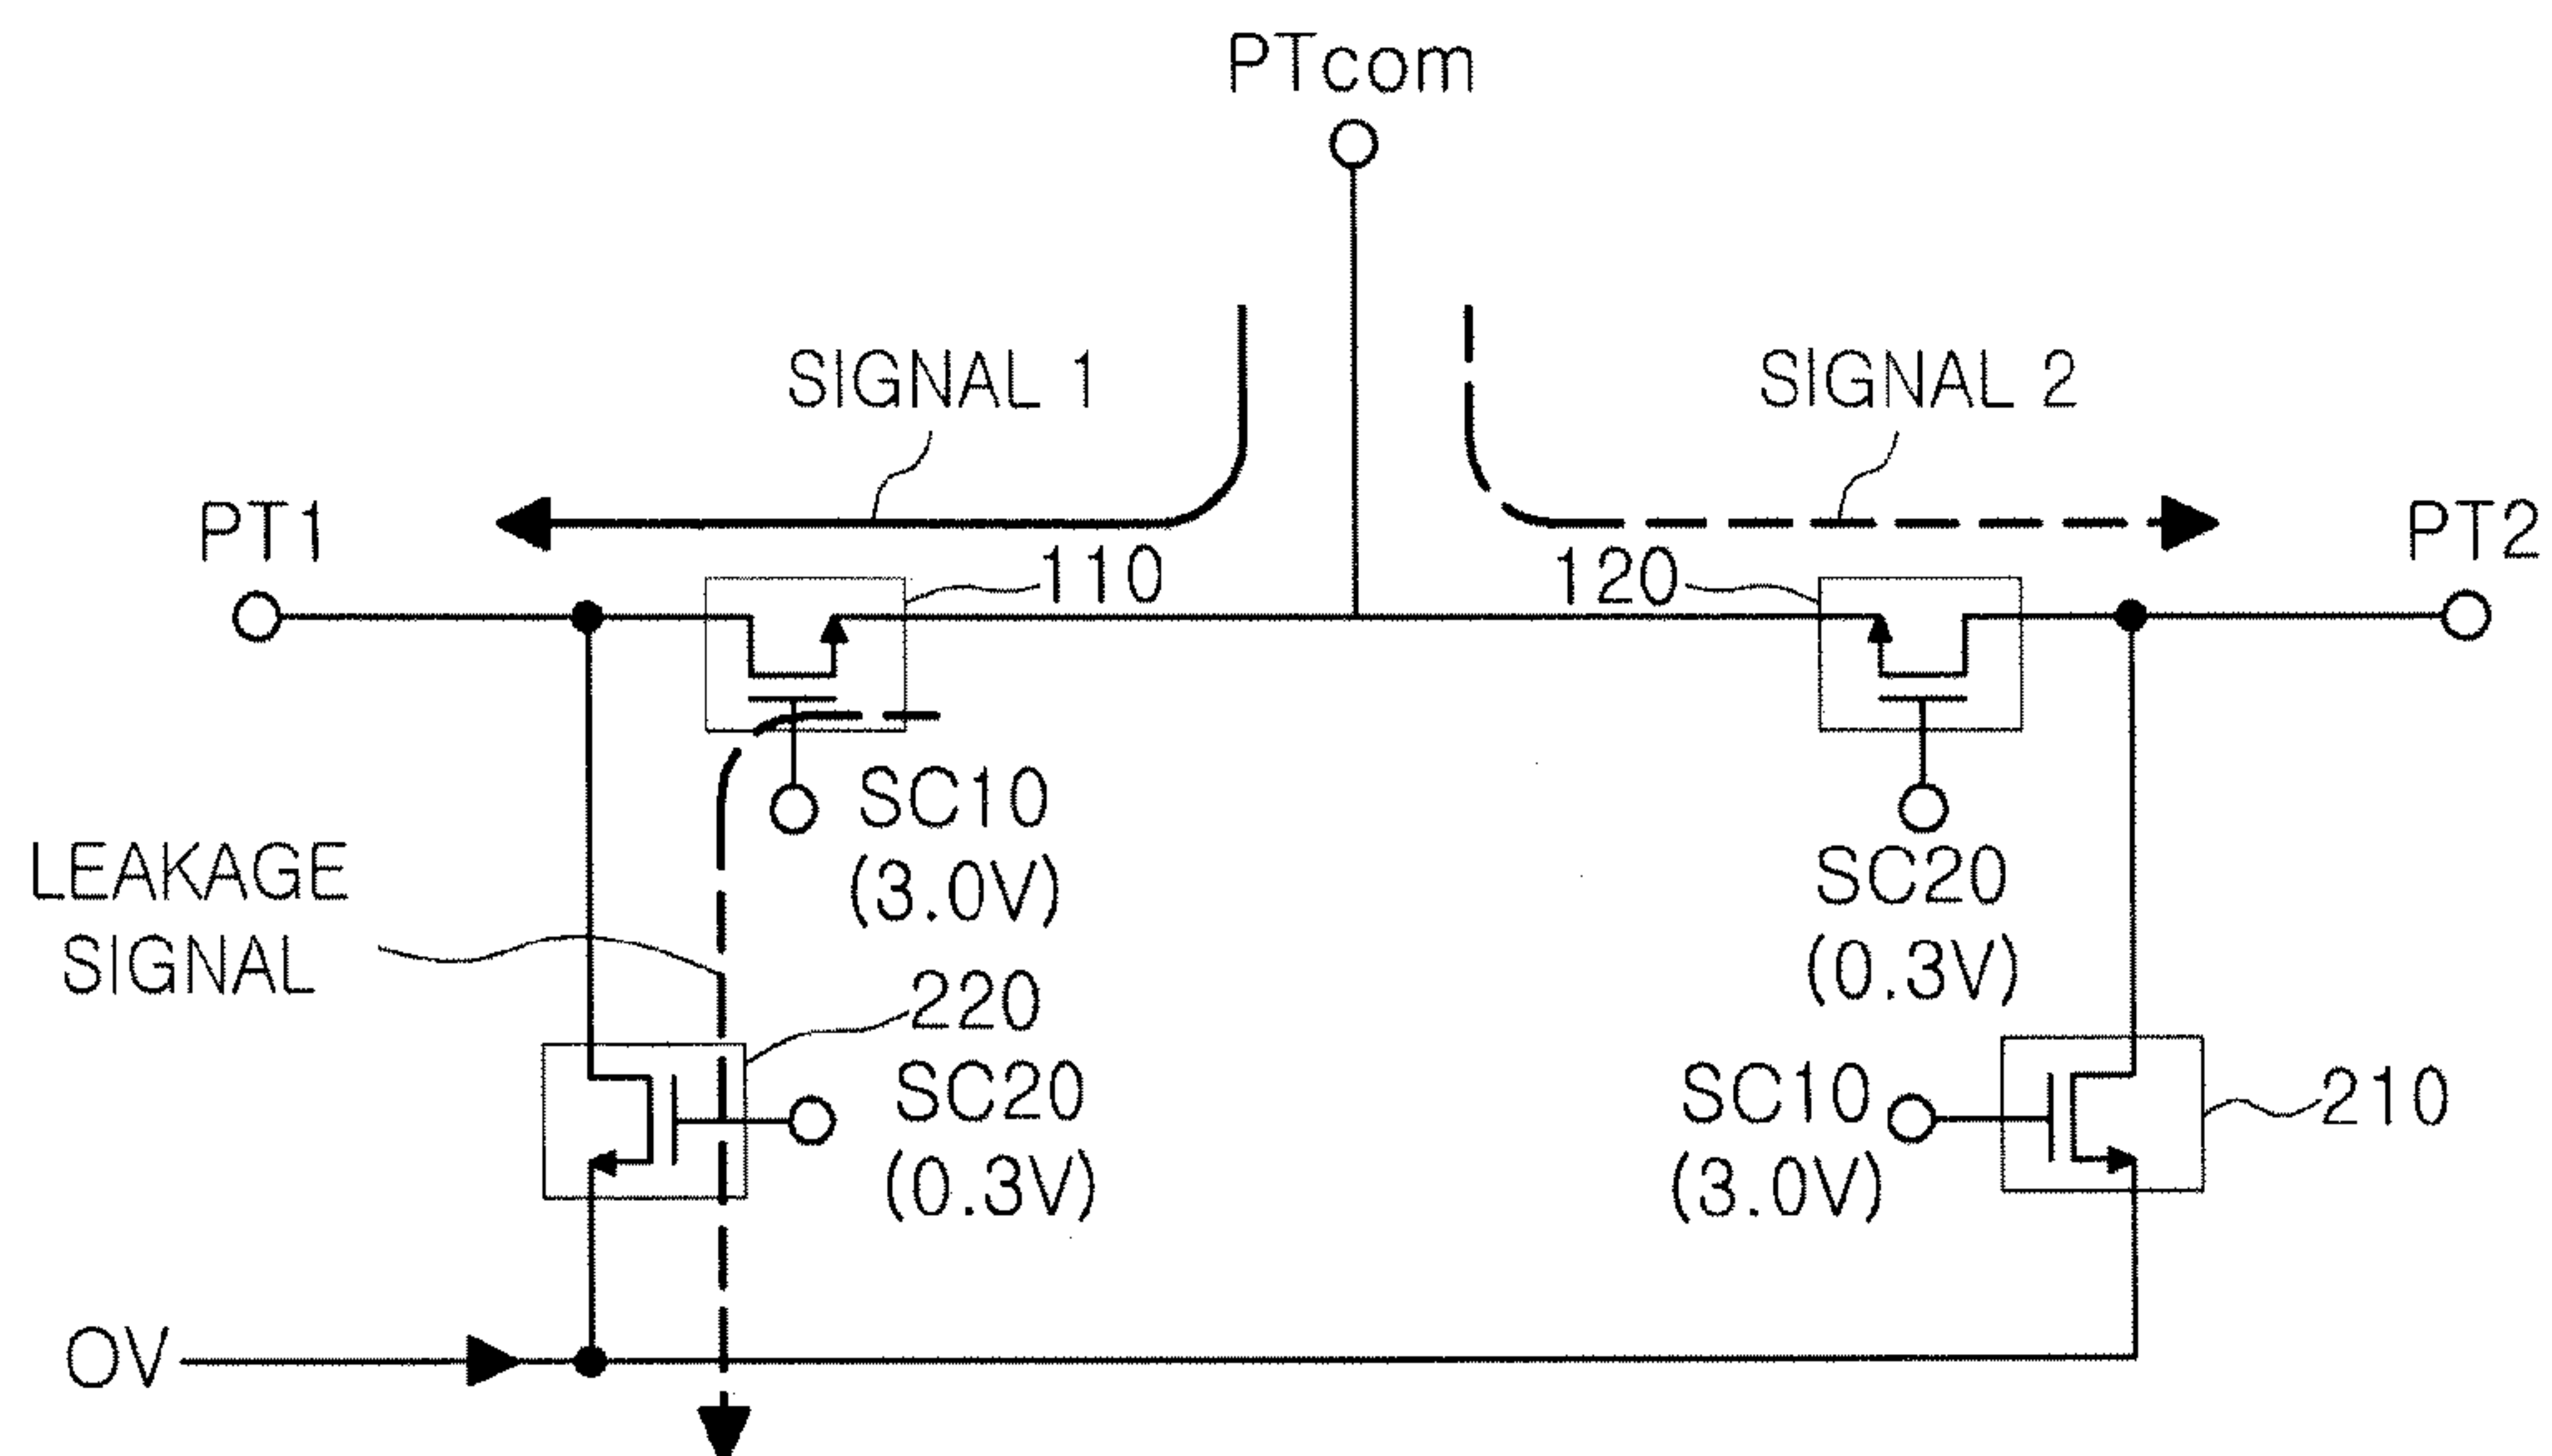 PTcom
SIGNAL 1
SIGNAL 2
PT1
110
120
PT2
SC10
(3.0V)
SC20
(0.3V)
LEAKAGE
SIGNAL
220
SC20
(0.3V)
SC10
(3.0V)
210
0V